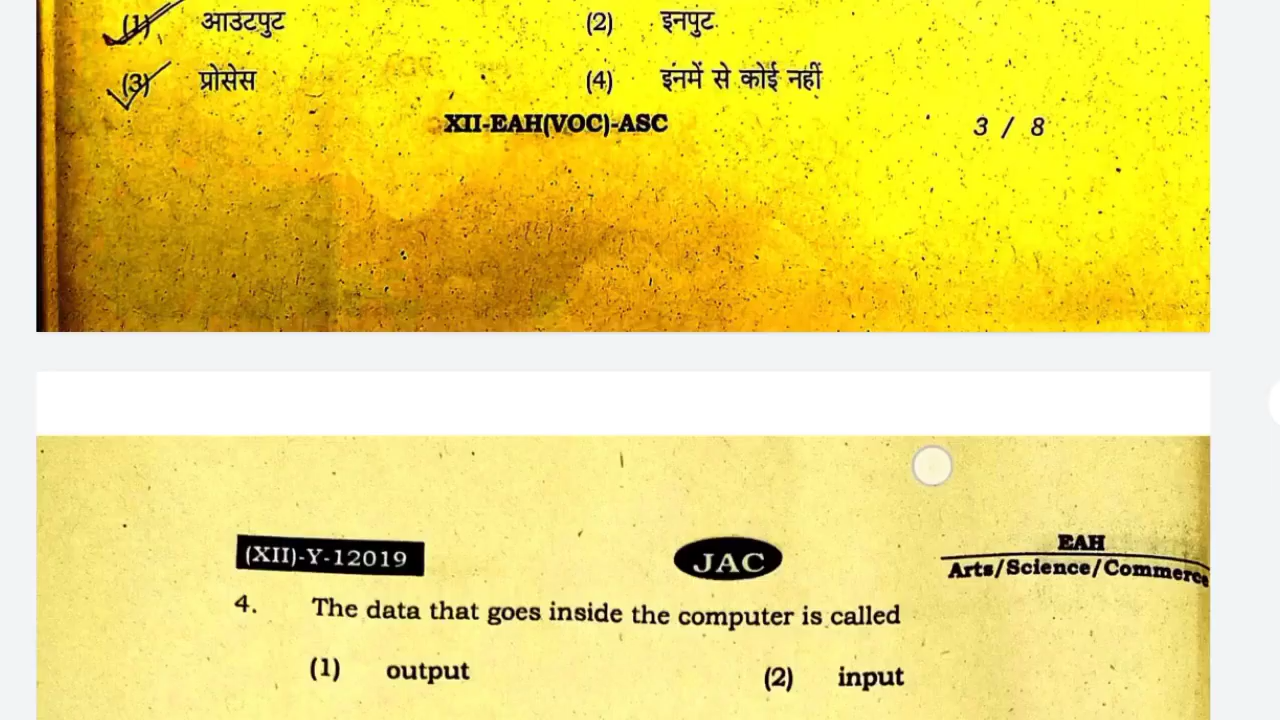 (1) आउटपुट (2) इनपुट
(3) प्रोसेस (4) इनमें से कोई नहीं
XII-EAH(VOC)-ASC 3 / 8
(XII)-Y-12019 JAC EAH
Arts/Science/Commerce
4. The data that goes inside the computer is called
(1) output (2) input